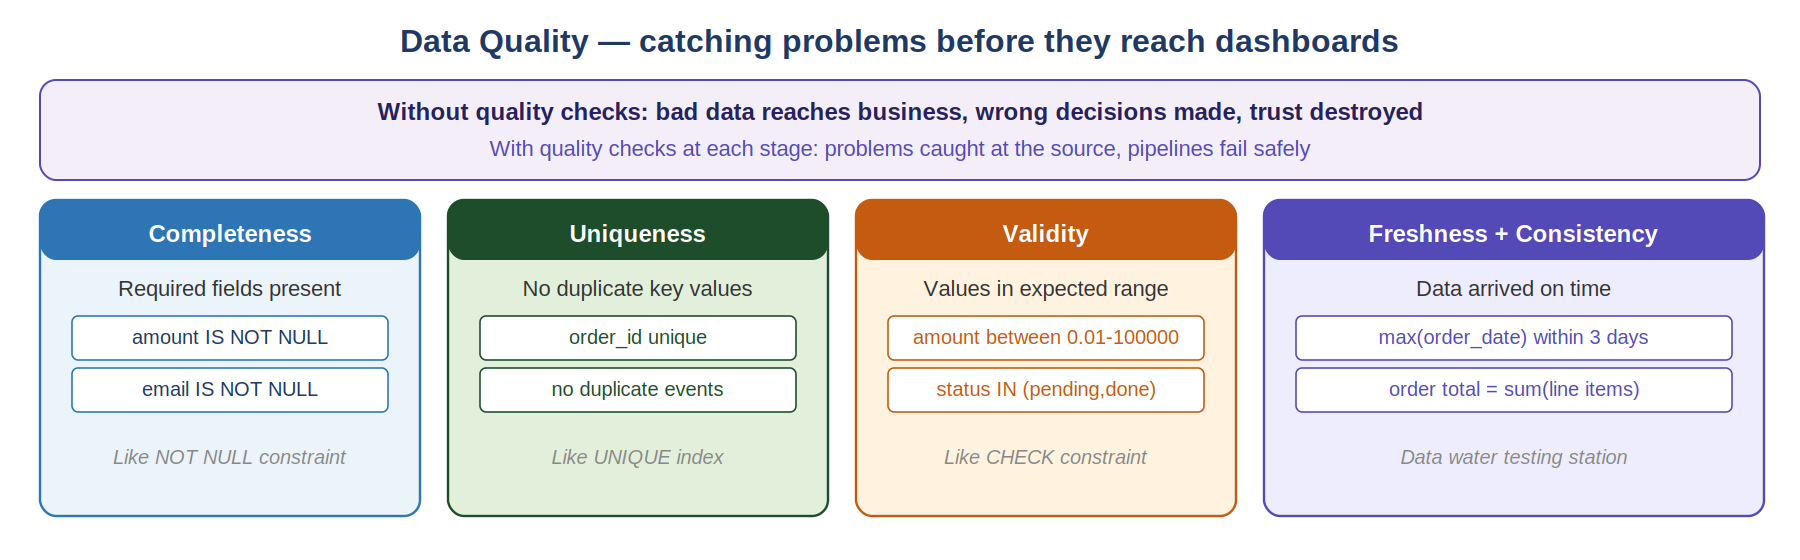 Data Quality — catching problems before they reach dashboards
Without quality checks: bad data reaches business, wrong decisions made, trust destroyed
With quality checks at each stage: problems caught at the source, pipelines fail safely
Completeness
Required fields present
amount IS NOT NULL
email IS NOT NULL
Like NOT NULL constraint
Uniqueness
No duplicate key values
order_id unique
no duplicate events
Like UNIQUE index
Validity
Values in expected range
amount between 0.01-100000
status IN (pending,done)
Like CHECK constraint
Freshness + Consistency
Data arrived on time
max(order_date) within 3 days
order total = sum(line items)
Data water testing station